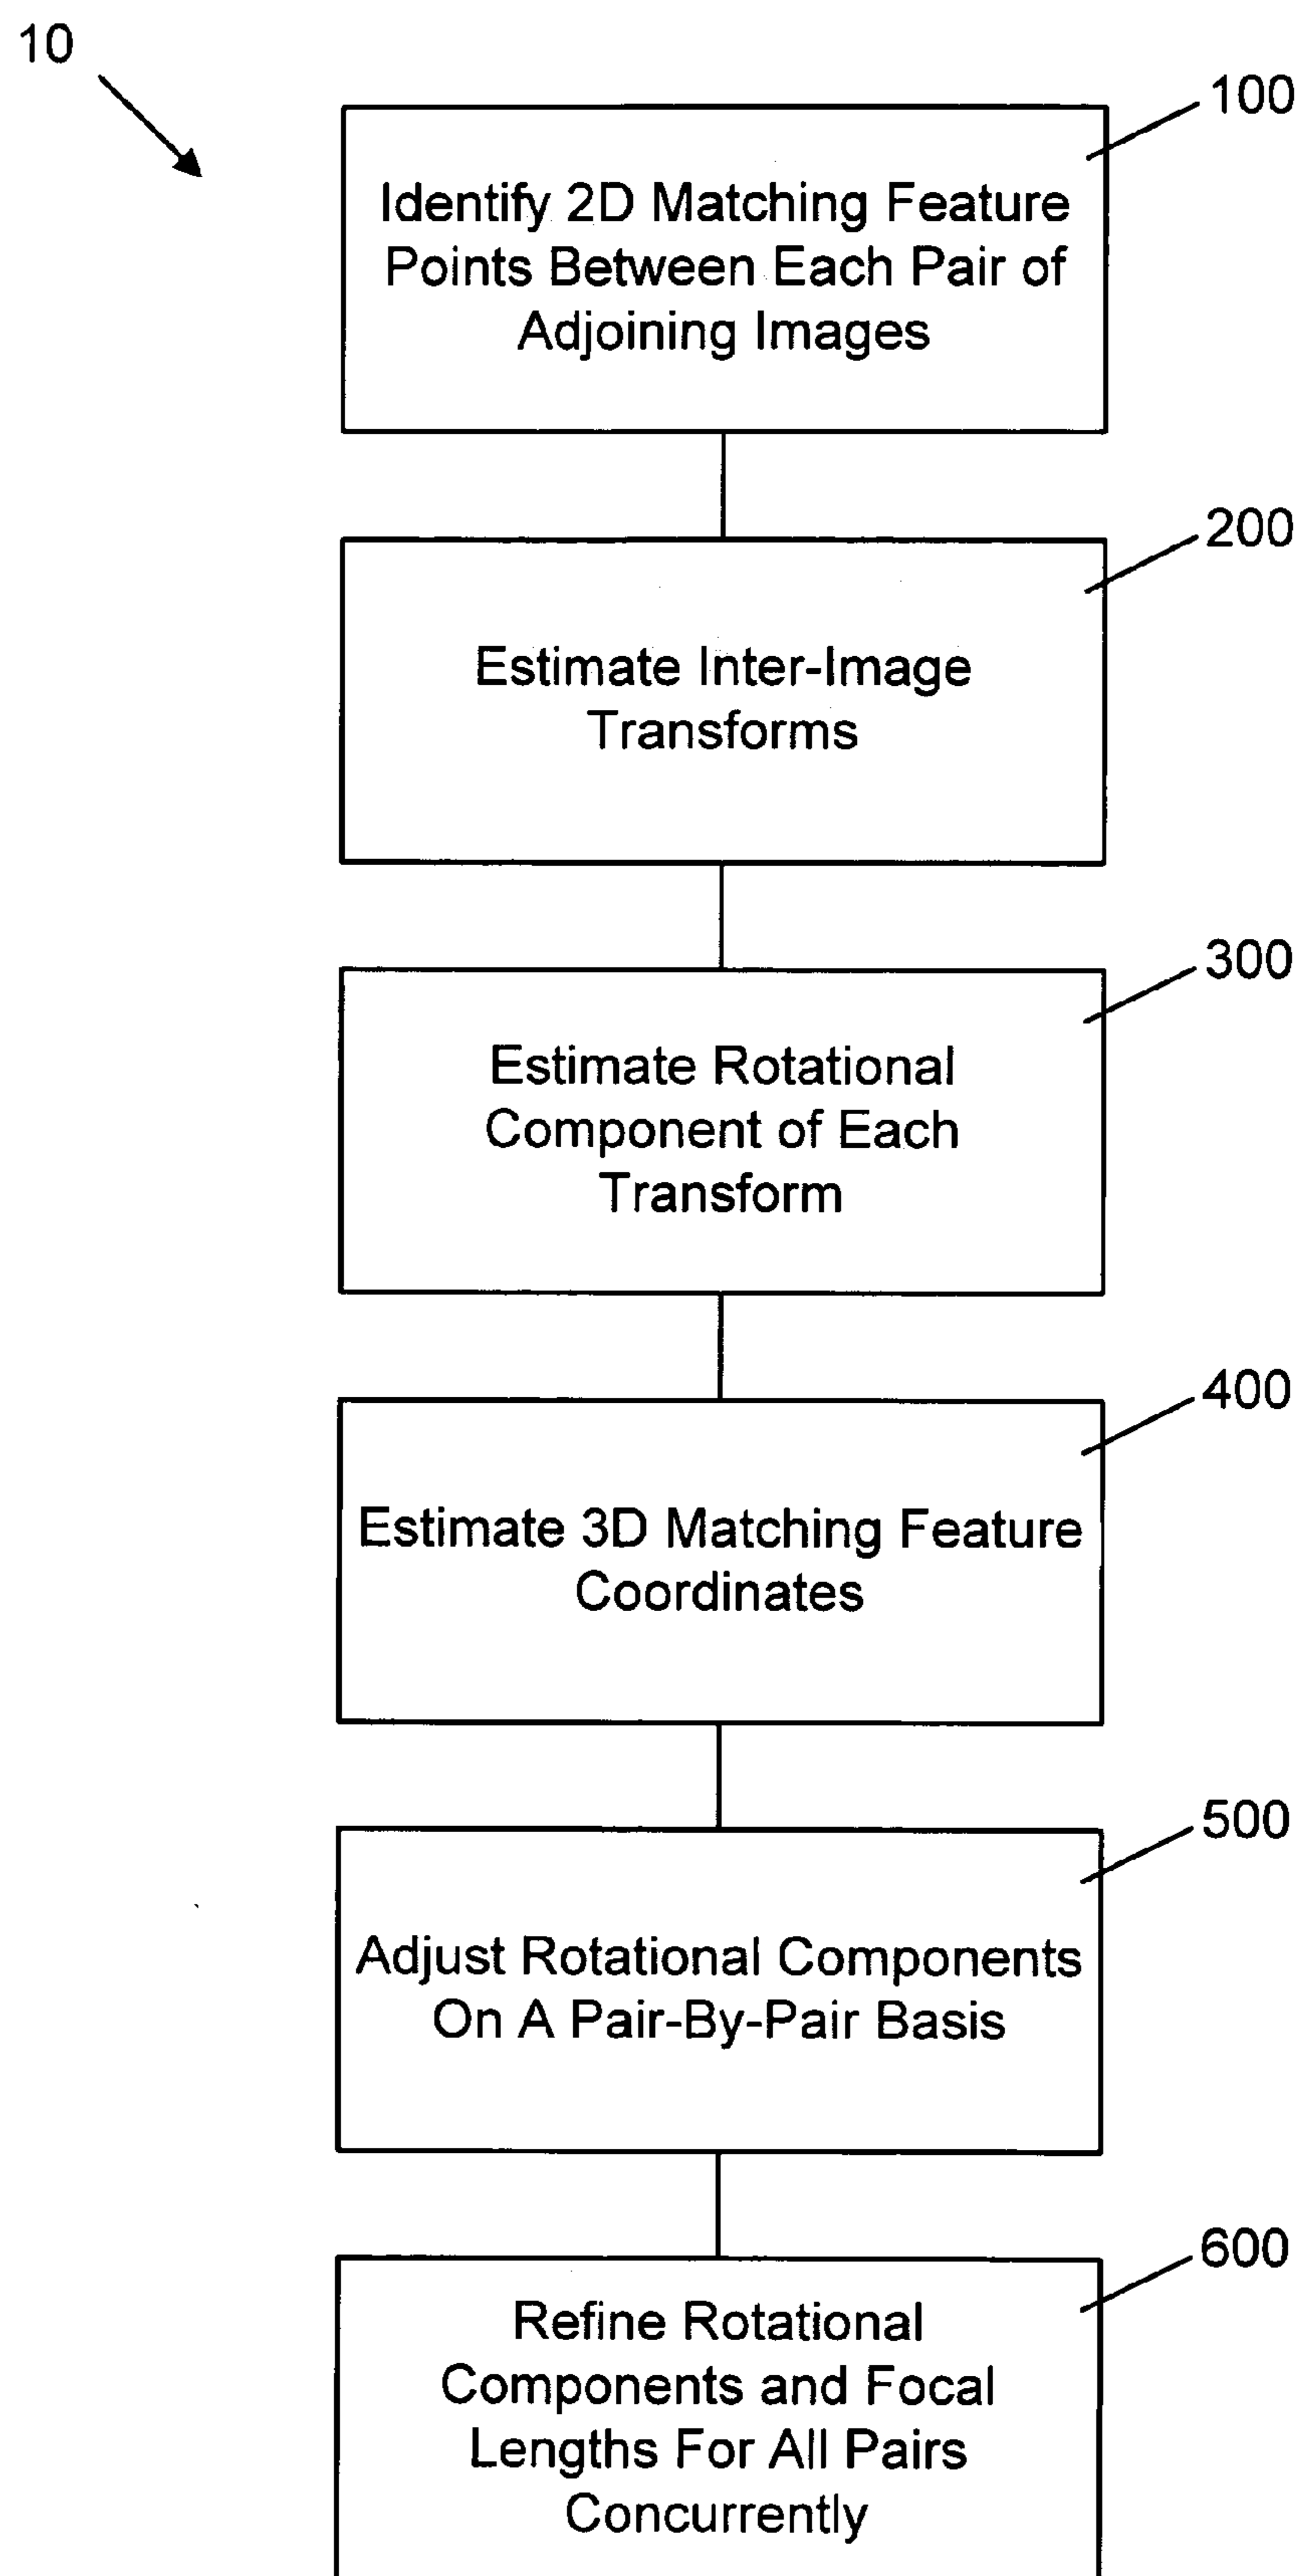 10
100
Identify 2D Matching Feature
Points Between Each Pair of
Adjoining Images
200
Estimate Inter-Image
Transforms
300
Estimate Rotational
Component of Each
Transform
400
Estimate 3D Matching Feature
Coordinates
500
Adjust Rotational Components
On A Pair-By-Pair Basis
600
Refine Rotational
Components and Focal
Lengths For All Pairs
Concurrently